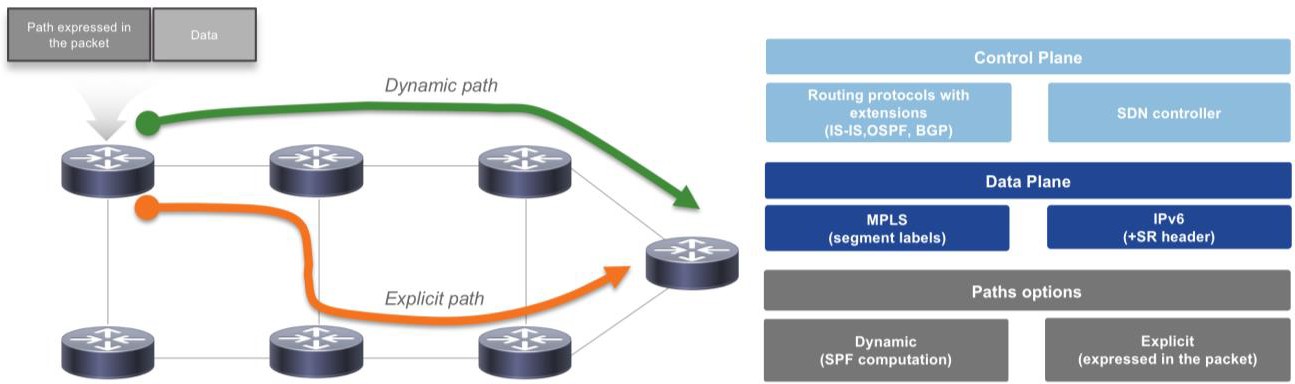 Path expressed in
the packet
Data
Dynamic path
Explicit path
Control Plane
Routing protocols with
extensions
(IS-IS,OSPF, BGP)
SDN controller
Data Plane
MPLS
(segment labels)
IPv6
(+SR header)
Paths options
Dynamic
(SPF computation)
Explicit
(expressed in the packet)